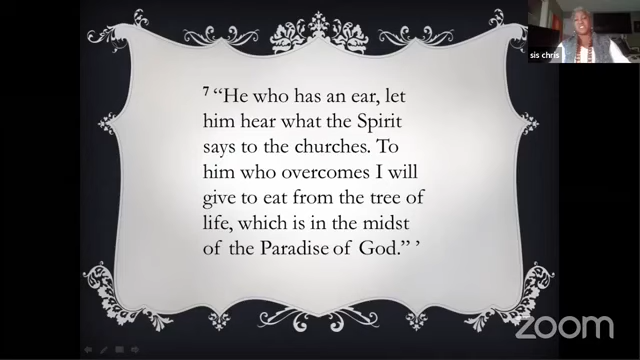 sis chris
7 “He who has an ear, let
him hear what the Spirit
says to the churches. To
him who overcomes I will
give to eat from the tree of
life, which is in the midst
of the Paradise of God.” ’
zoom